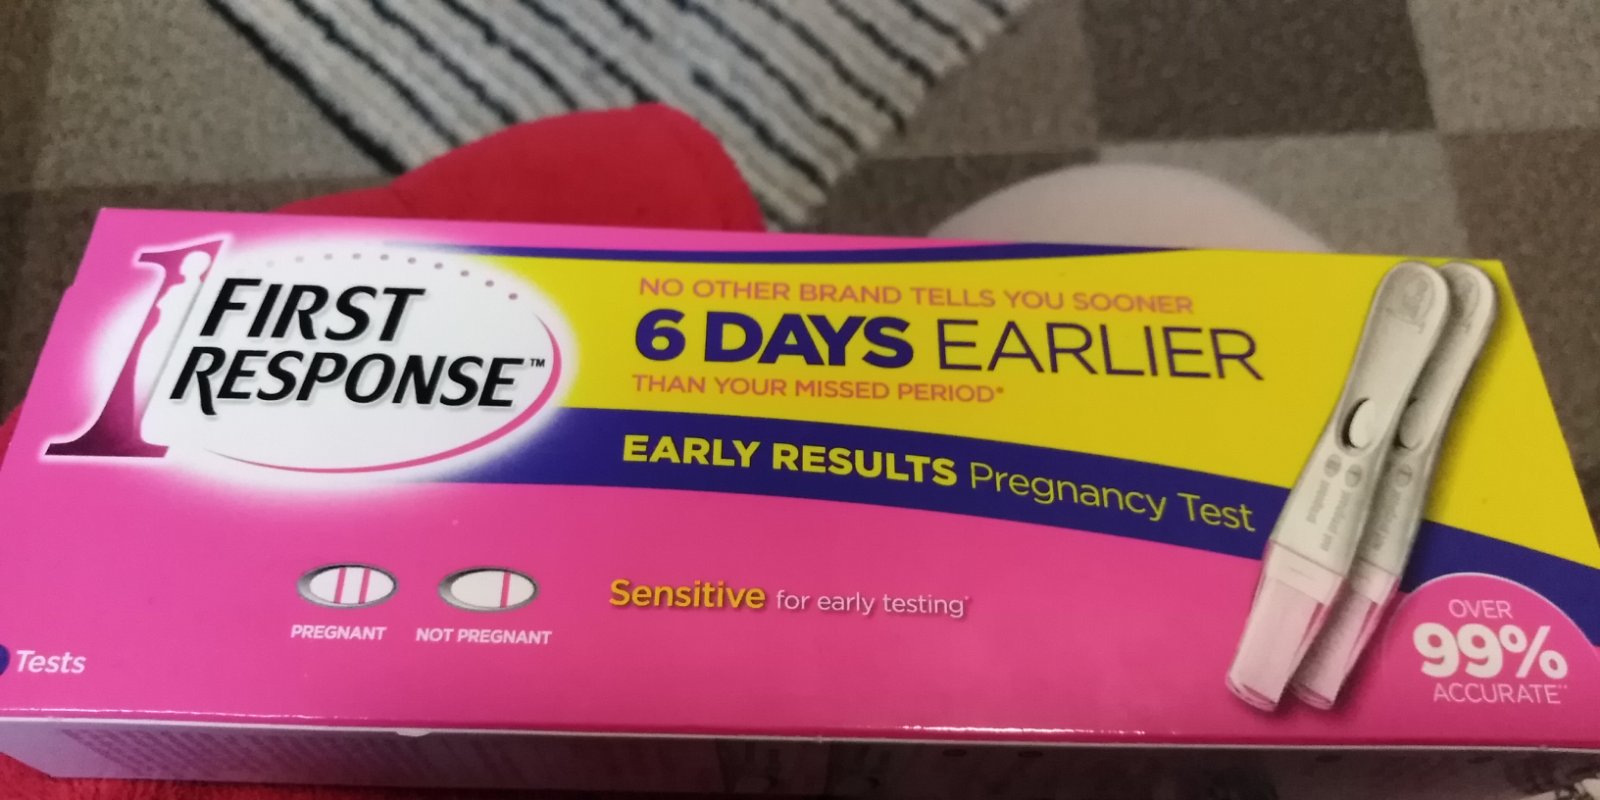 FIRST
RESPONSE™
NO OTHER BRAND TELLS YOU SOONER
6 DAYS EARLIER
THAN YOUR MISSED PERIOD*
EARLY RESULTS Pregnancy Test
PREGNANT
NOT PREGNANT
Sensitive for early testing*
Tests
OVER
99%
ACCURATE**